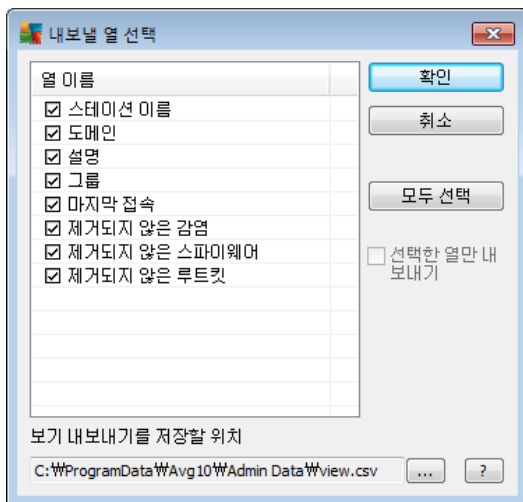 내보낼 열 선택
열 이름
스테이션 이름
도메인
설명
그룹
마지막 접속
제거되지 않은 감염
제거되지 않은 스파이웨어
제거되지 않은 루트킷
확인
취소
모두 선택
선택한 열만 내
보내기
보기 내보내기를 저장할 위치
C:₩ProgramData₩Avg10₩Admin Data₩view.csv
...
?